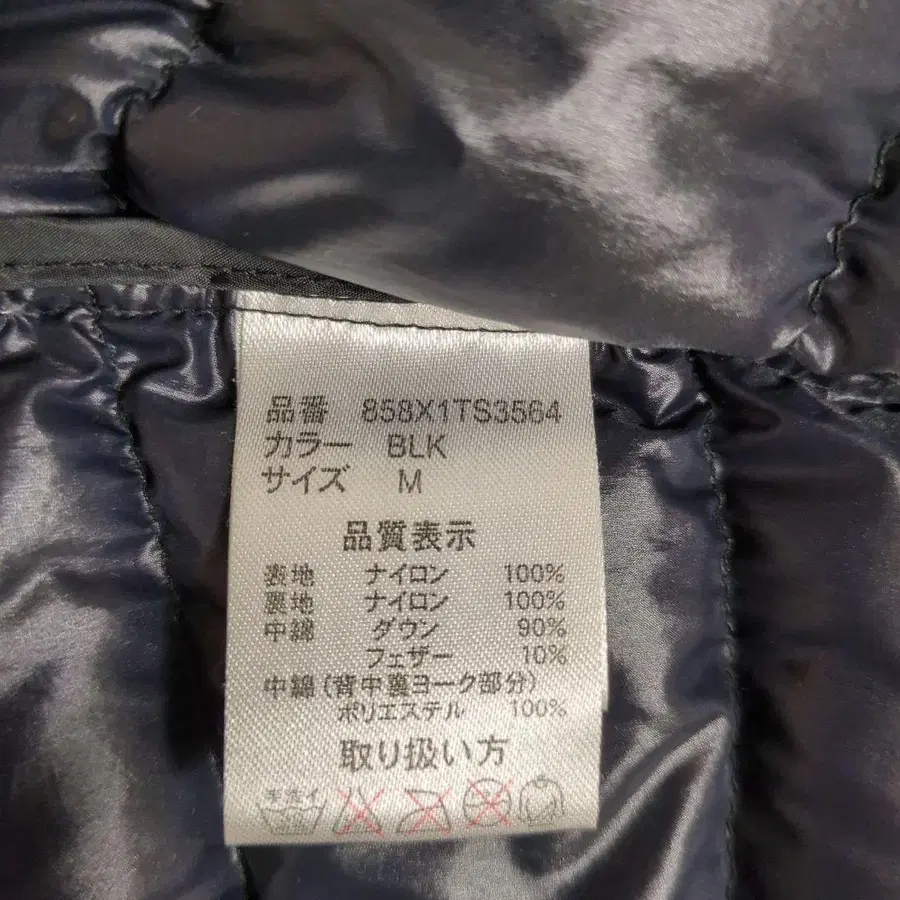 品番 858X1TS3564
カラー BLK
サイズ M
品質表示
表地 ナイロン 100%
裏地 ナイロン 100%
中綿 ダウン 90%
フェザー 10%
中綿（背中裏ヨーク部分）
ポリエステル 100%
取り扱い方
手洗イ